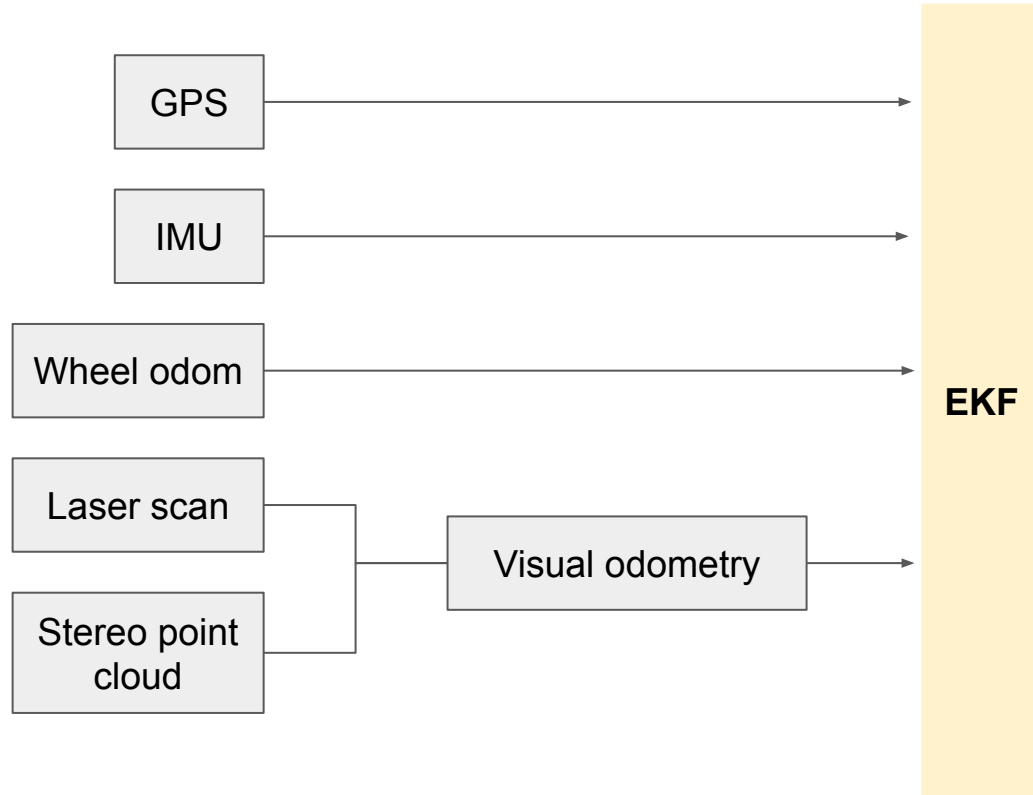 GPS
IMU
Wheel odom
EKF
Laser scan
Visual odometry
Stereo point
cloud